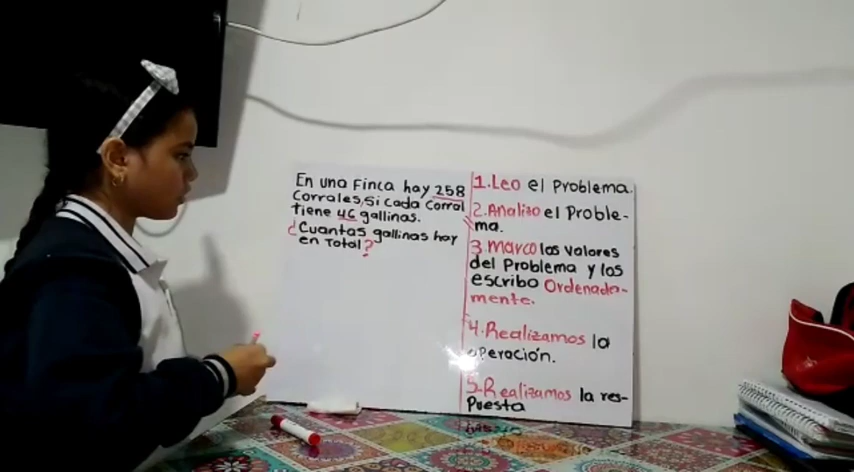 En una Finca hay 258
Corrales, si cada corral
tiene 46 gallinas.
¿Cuantas gallinas hay
en Total?
1. Leo el Problema.
2. Analizo el Proble-
ma.
3. Marco los valores
del Problema y los
escribo Ordenada-
mente.
4. Realizamos la
operación.
5. Realizamos la res-
Puesta